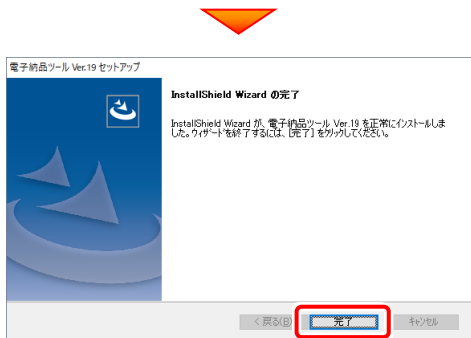 電子納品ツール Ver.19 セットアップ
InstallShield Wizard の完了
InstallShield Wizard が、電子納品ツール Ver.19 を正常にインストールしま
した。ウィザードを終了するには、[完了] をクリックしてください。
< 戻る(B) 完了 キャンセル